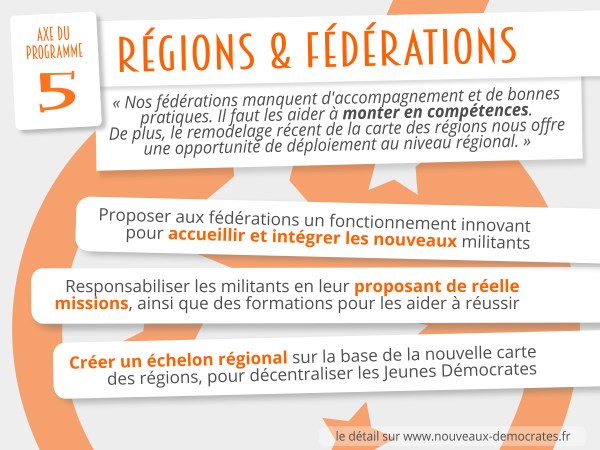 AXE DU
PROGRAMME
5
RÉGIONS & FÉDÉRATIONS
« Nos fédérations manquent d'accompagnement et de bonnes
pratiques. Il faut les aider à monter en compétences.
De plus, le remodelage récent de la carte des régions nous offre
une opportunité de déploiement au niveau régional. »
Proposer aux fédérations un fonctionnement innovant
pour accueillir et intégrer les nouveaux militants
Responsabiliser les militants en leur proposant de réelle
missions, ainsi que des formations pour les aider à réussir
Créer un échelon régional sur la base de la nouvelle carte
des régions, pour décentraliser les Jeunes Démocrates
le détail sur www.nouveaux-democrates.fr